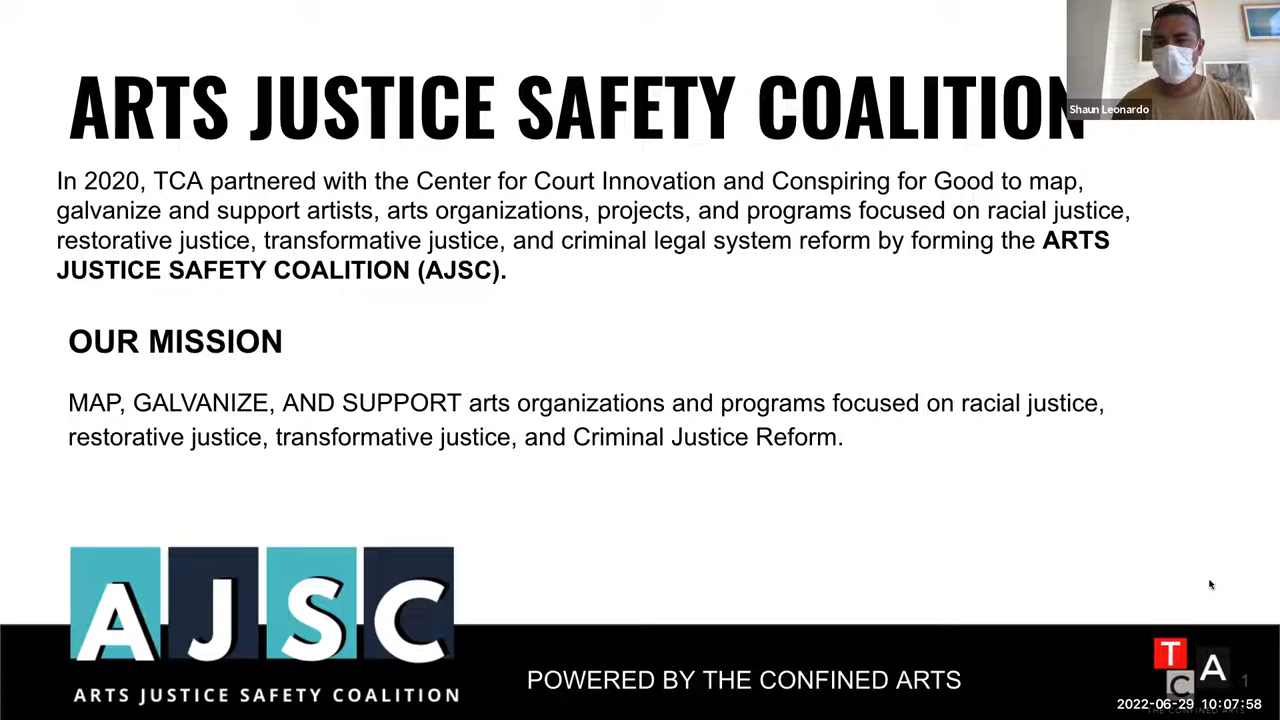 ARTS JUSTICE SAFETY COALITION
Shaun Leonardo
In 2020, TCA partnered with the Center for Court Innovation and Conspiring for Good to map,
galvanize and support artists, arts organizations, projects, and programs focused on racial justice,
restorative justice, transformative justice, and criminal legal system reform by forming the ARTS
JUSTICE SAFETY COALITION (AJSC).
OUR MISSION
MAP, GALVANIZE, AND SUPPORT arts organizations and programs focused on racial justice,
restorative justice, transformative justice, and Criminal Justice Reform.
AJSC
ARTS JUSTICE SAFETY COALITION
POWERED BY THE CONFINED ARTS
T
C A
1
2022-06-29 10:07:58
THE CONFINED ARTS